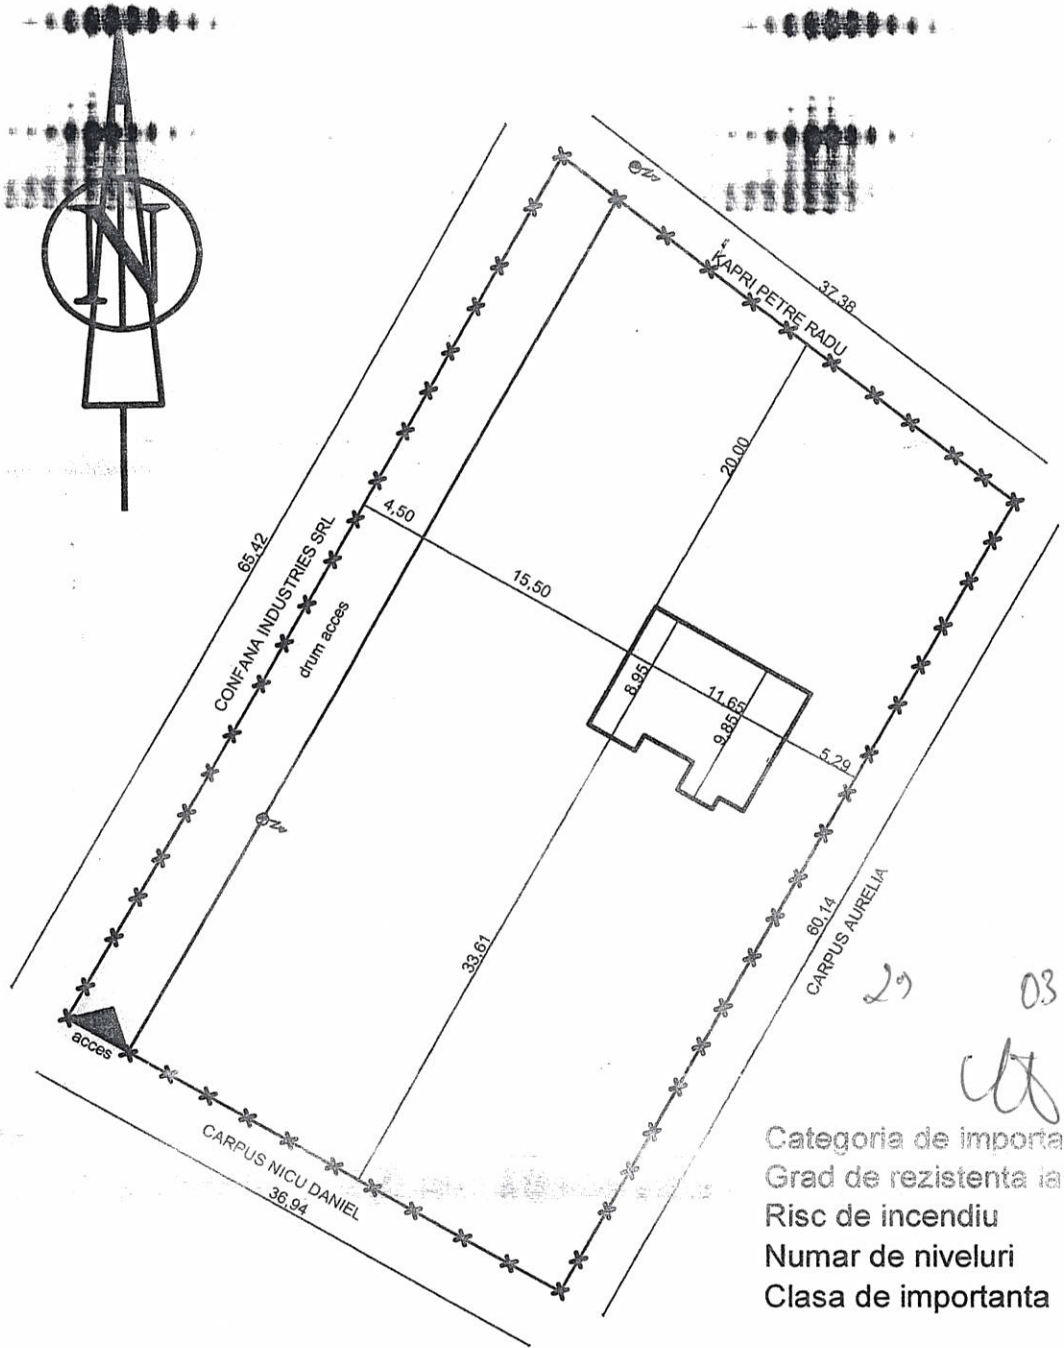 N
KAPRI PETRE RADU
37,38
20,00
4,50
65,42
CONFANA INDUSTRIES SRL
drum acces
15,50
8,95
11,65
9,85
5,29
33,61
60,14
CARPUS AURELIA
29 03
acces
CARPUS NICU DANIEL
36,94
Categoria de importa
Grad de rezistenta la
Risc de incendiu
Numar de niveluri
Clasa de importanta